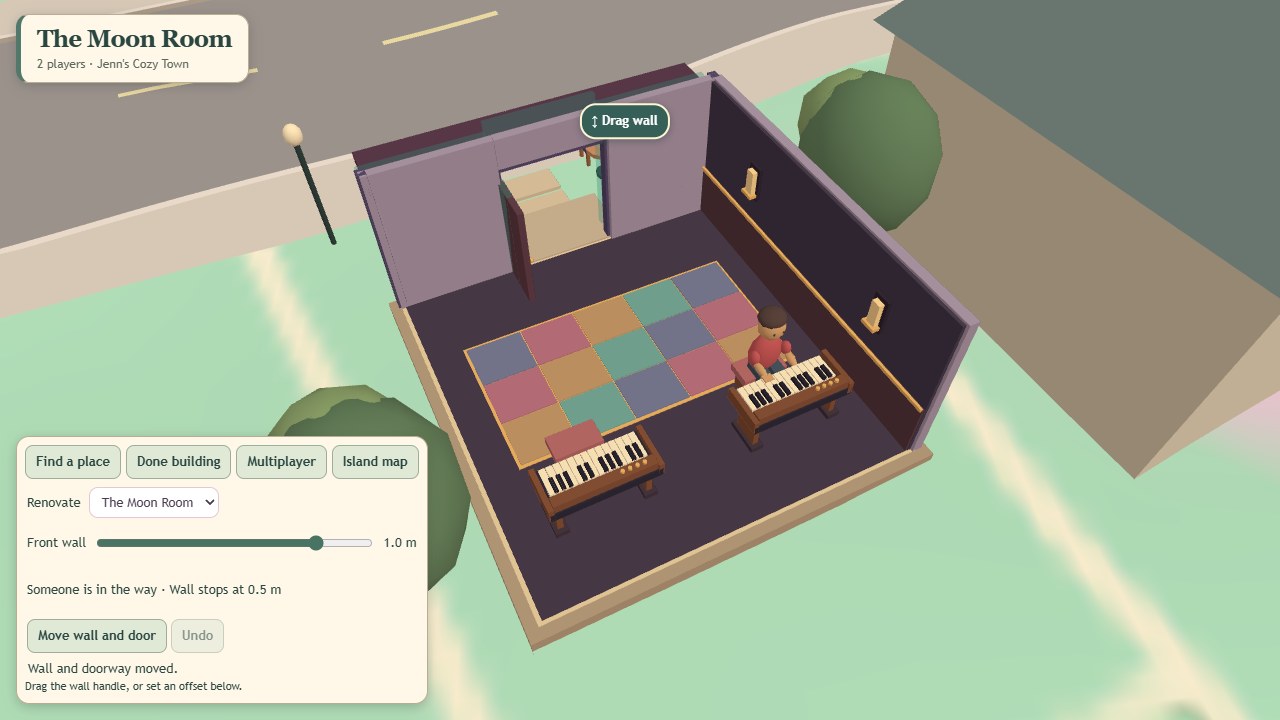 The Moon Room
2 players · Jenn's Cozy Town
↕ Drag wall
Find a place
Done building
Multiplayer
Island map
Renovate The Moon Room
Front wall 1.0 m
Someone is in the way · Wall stops at 0.5 m
Move wall and door
Undo
Wall and doorway moved.
Drag the wall handle, or set an offset below.